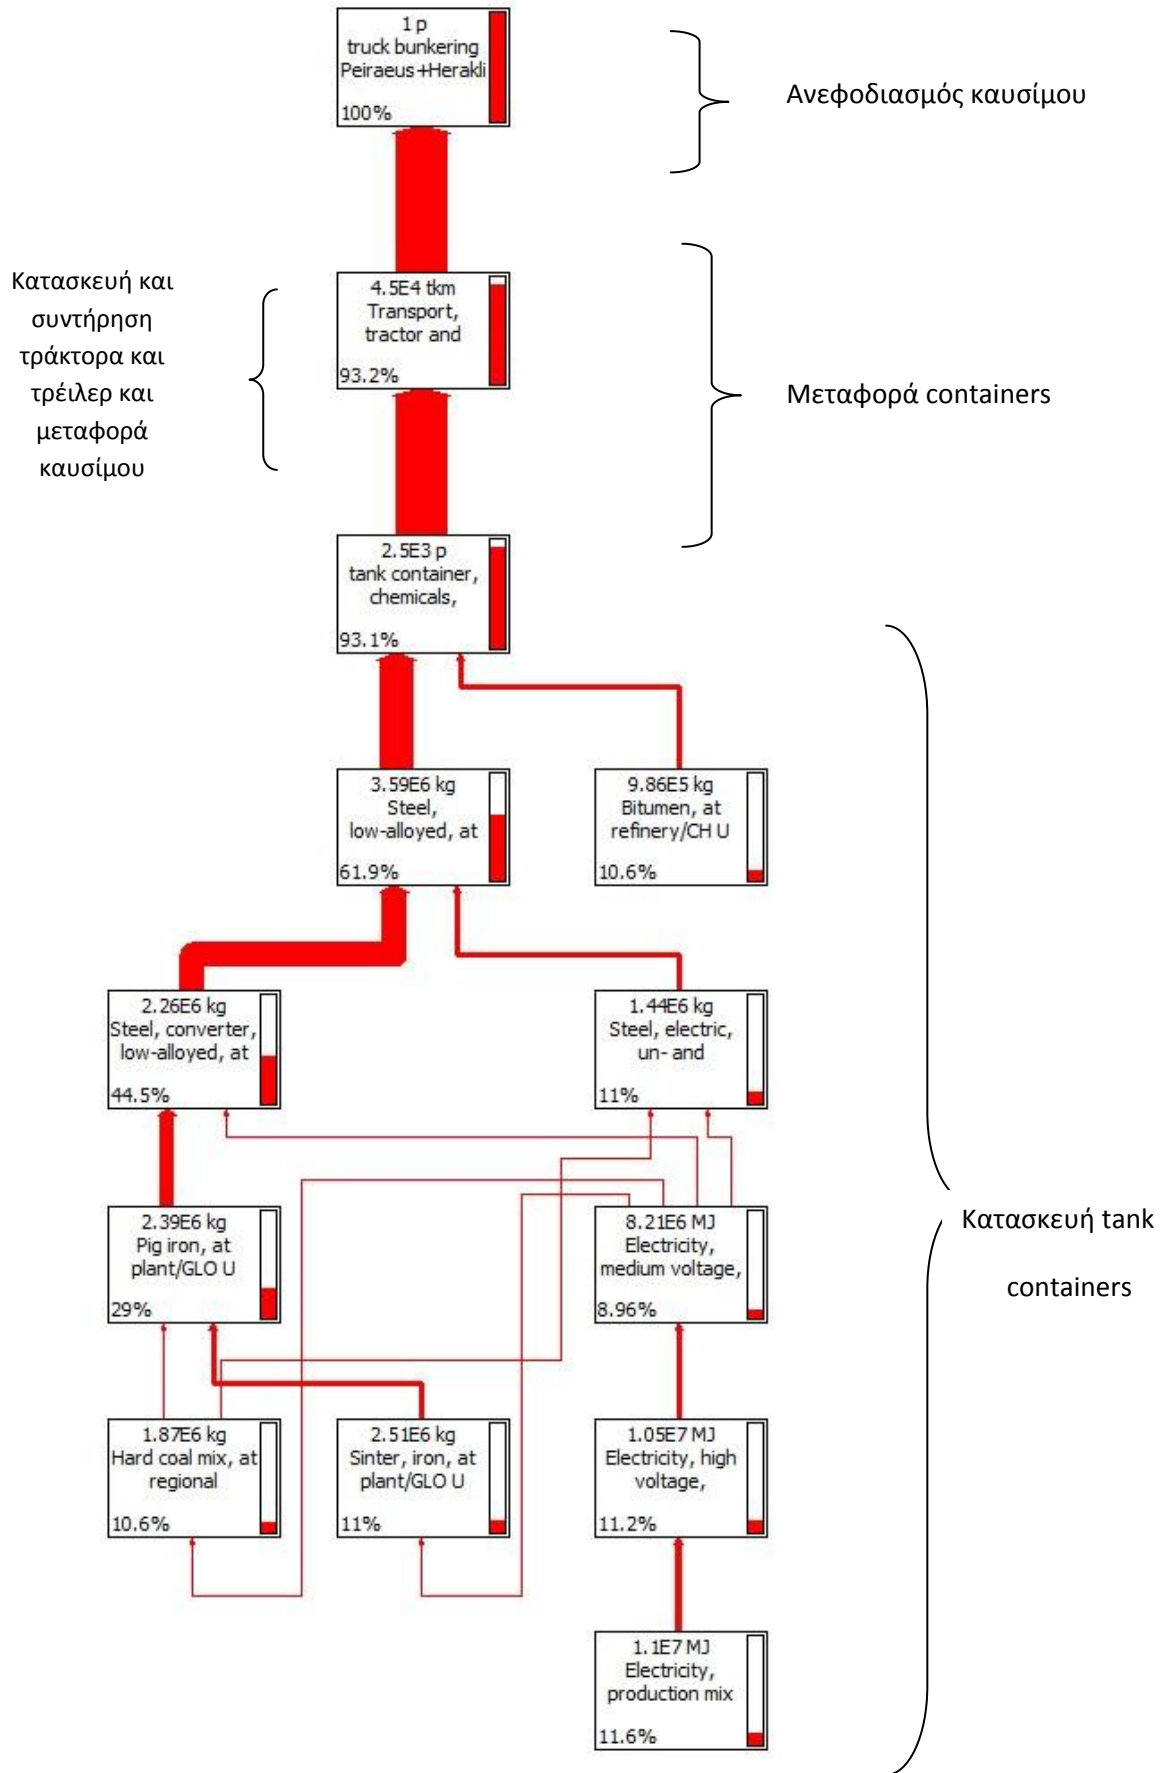 1 p
truck bunkering
Peiraeus+Herakli
100%
Ανεφοδιασμός καυσίμου
4.5E4 tkm
Transport,
tractor and
93.2%
Κατασκευή και
συντήρηση
τράκτορα και
τρέιλερ και
μεταφορά
καυσίμου
Μεταφορά containers
2.5E3 p
tank container,
chemicals,
93.1%
3.59E6 kg
Steel,
low-alloyed, at
61.9%
9.86E5 kg
Bitumen, at
refinery/CH U
10.6%
2.26E6 kg
Steel, converter,
low-alloyed, at
44.5%
1.44E6 kg
Steel, electric,
un- and
11%
2.39E6 kg
Pig iron, at
plant/GLO U
29%
8.21E6 MJ
Electricity,
medium voltage,
8.96%
Κατασκευή tank
containers
1.87E6 kg
Hard coal mix, at
regional
10.6%
2.51E6 kg
Sinter, iron, at
plant/GLO U
11%
1.05E7 MJ
Electricity, high
voltage,
11.2%
1.1E7 MJ
Electricity,
production mix
11.6%